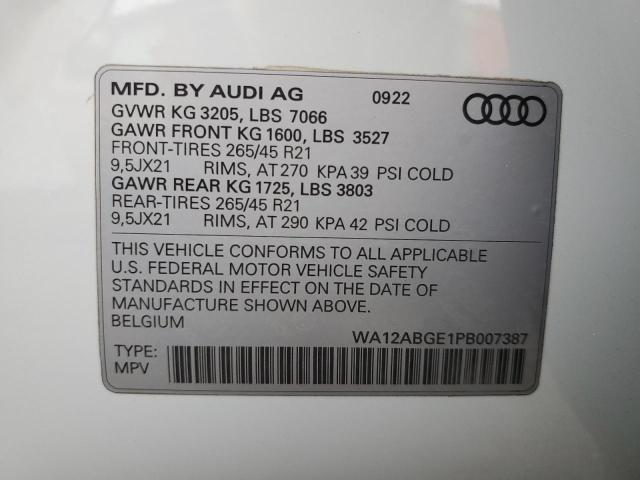 MFD. BY AUDI AG 0922
GVWR KG 3205, LBS 7066
GAWR FRONT KG 1600, LBS 3527
FRONT-TIRES 265/45 R21
9,5JX21 RIMS, AT 270 KPA 39 PSI COLD
GAWR REAR KG 1725, LBS 3803
REAR-TIRES 265/45 R21
9,5JX21 RIMS, AT 290 KPA 42 PSI COLD
THIS VEHICLE CONFORMS TO ALL APPLICABLE
U.S. FEDERAL MOTOR VEHICLE SAFETY
STANDARDS IN EFFECT ON THE DATE OF
MANUFACTURE SHOWN ABOVE.
BELGIUM
WA12ABGE1PB007387
TYPE:
MPV